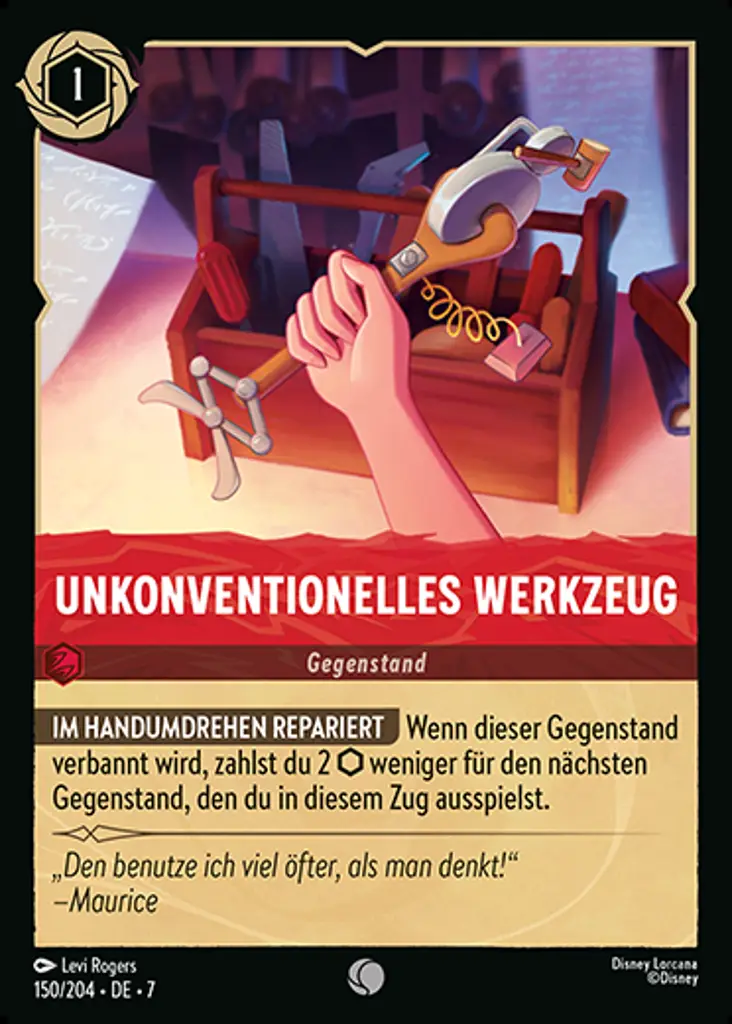 1
UNKONVENTIONELLES WERKZEUG
Gegenstand
IM HANDUMDREHEN REPARIERT Wenn dieser Gegenstand
verbannt wird, zahlst du 2 ⬡ weniger für den nächsten
Gegenstand, den du in diesem Zug ausspielst.
„Den benutze ich viel öfter, als man denkt!“
–Maurice
Levi Rogers
Disney Lorcana
150/204 • DE • 7
©Disney